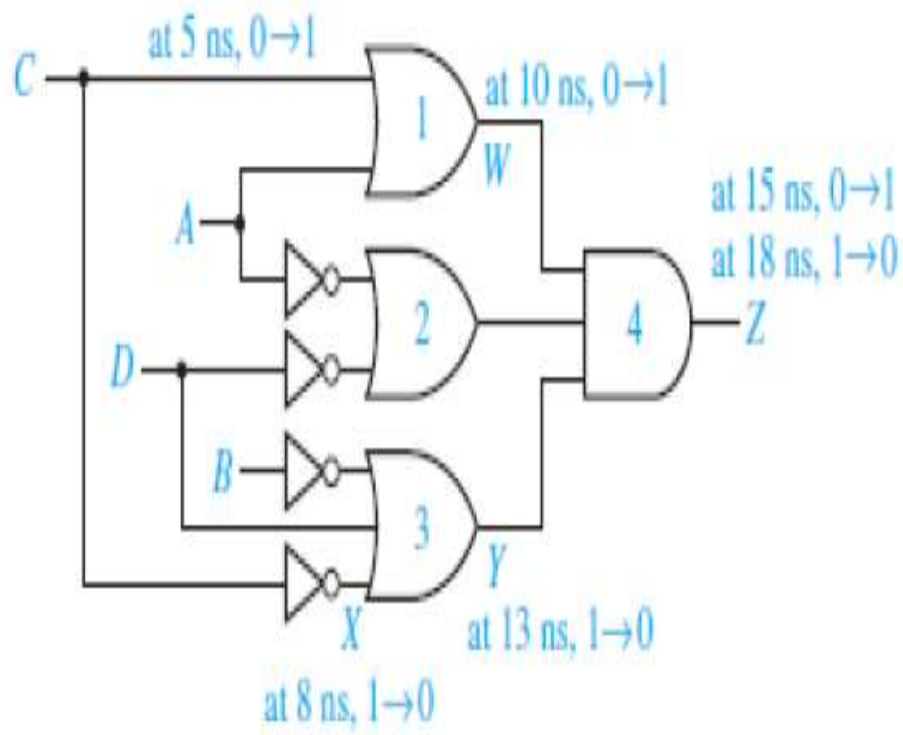 at 5 ns, 0→1
C
1
at 10 ns, 0→1
W
A
at 15 ns, 0→1
at 18 ns, 1→0
2
4
Z
D
B
3
Y
X
at 13 ns, 1→0
at 8 ns, 1→0